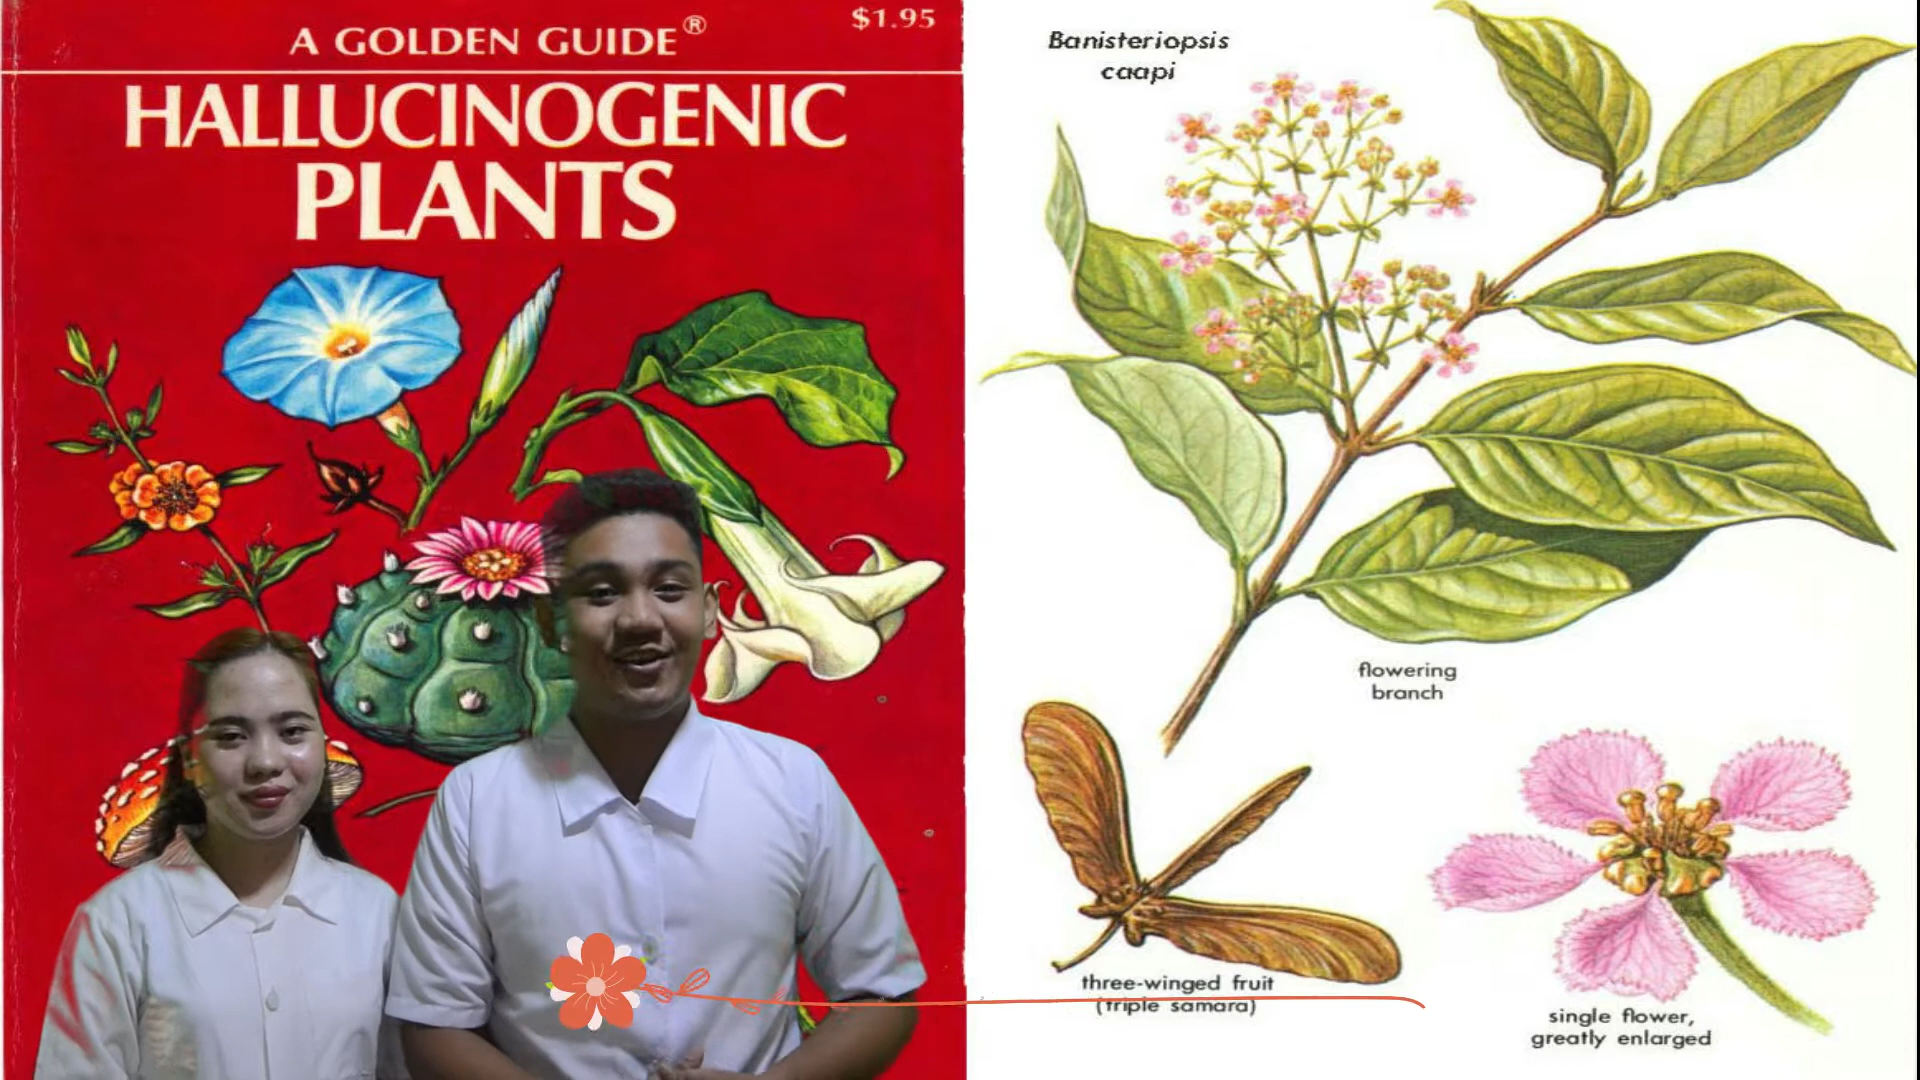 A GOLDEN GUIDE®
$1.95
HALLUCINOGENIC
PLANTS
Banisteriopsis
caapi
flowering
branch
three-winged fruit
(triple samara)
single flower,
greatly enlarged